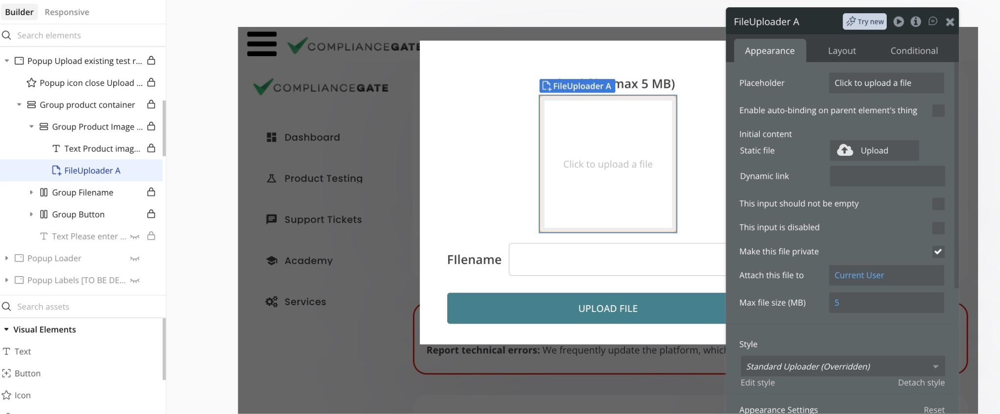 Builder
Responsive
Search elements
Popup Upload existing test r...
Popup icon close Upload ...
Group product container
Group Product Image ...
Text Product imag...
FileUploader A
Group Filename
Group Button
Text Please enter ...
Popup Loader
Popup Labels [TO BE DE...
Search assets
Visual Elements
Text
Button
Icon
COMPLIANCEGATE
COMPLIANCEGATE
Dashboard
Product Testing
Support Tickets
Academy
Services
max 5 MB)
FileUploader A
Click to upload a file
FIlename
UPLOAD FILE
Report technical errors: We frequently update the platform, which
FileUploader A
Try new
Appearance
Layout
Conditional
Placeholder
Click to upload a file
Enable auto-binding on parent element's thing
Initial content
Static file
Upload
Dynamic link
This input should not be empty
This input is disabled
Make this file private
Attach this file to
Current User
Max file size (MB)
5
Style
Standard Uploader (Overridden)
Edit style
Detach style
Appearance Settings
Reset